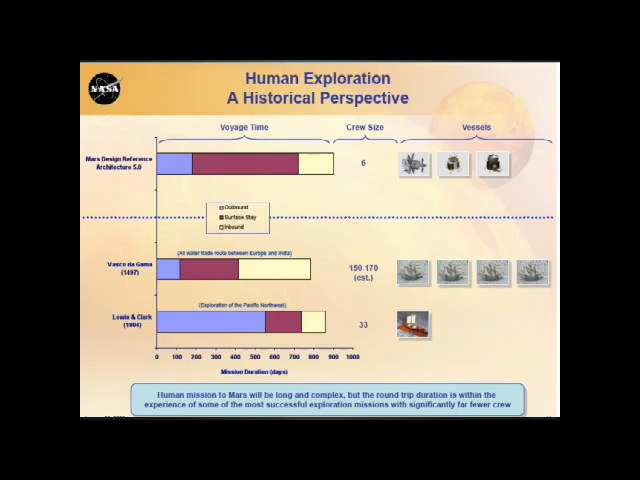 NASA
Human Exploration
A Historical Perspective
Voyage Time
Crew Size
Vessels
Mars Design Reference
Architecture 5.0
6
Outbound
Surface Stay
Inbound
(All water trade route between Europe and India)
Vasco da Gama
(1497)
150 170
(est.)
(Exploration of the Pacific Northwest)
Lewis & Clark
(1804)
33
0 100 200 300 400 500 600 700 800 900 1000
Mission Duration (days)
Human mission to Mars will be long and complex, but the round trip duration is within the
experience of some of the most successful exploration missions with significantly far fewer crew